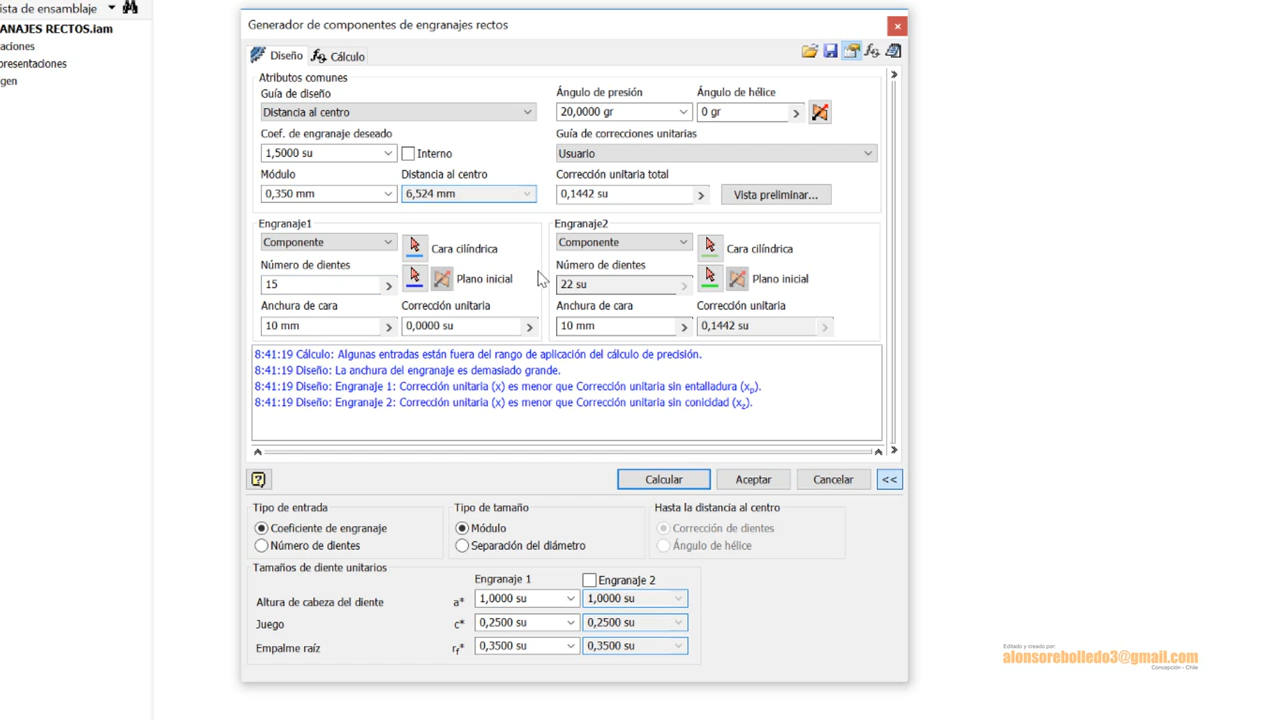 ista de ensamblaje
ANAJES RECTOS.iam
aciones
presentaciones
gen
Generador de componentes de engranajes rectos
Diseño
Cálculo
Atributos comunes
Guía de diseño
Distancia al centro
Ángulo de presión
Ángulo de hélice
20,0000 gr
0 gr
Coef. de engranaje deseado
1,5000 su
Interno
Guía de correcciones unitarias
Usuario
Módulo
Distancia al centro
0,350 mm
6,524 mm
Corrección unitaria total
0,1442 su
Vista preliminar...
Engranaje1
Componente
Cara cilíndrica
Número de dientes
15
Plano inicial
Anchura de cara
Corrección unitaria
10 mm
0,0000 su
Engranaje2
Componente
Cara cilíndrica
Número de dientes
22 su
Plano inicial
Anchura de cara
Corrección unitaria
10 mm
0,1442 su
8:41:19 Cálculo: Algunas entradas están fuera del rango de aplicación del cálculo de precisión.
8:41:19 Diseño: La anchura del engranaje es demasiado grande.
8:41:19 Diseño: Engranaje 1: Corrección unitaria (x) es menor que Corrección unitaria sin entalladura (xp).
8:41:19 Diseño: Engranaje 2: Corrección unitaria (x) es menor que Corrección unitaria sin conicidad (xz).
Calcular
Aceptar
Cancelar
<<
Tipo de entrada
Coeficiente de engranaje
Número de dientes
Tipo de tamaño
Módulo
Separación del diámetro
Hasta la distancia al centro
Corrección de dientes
Ángulo de hélice
Tamaños de diente unitarios
Engranaje 1
Engranaje 2
Altura de cabeza del diente a* 1,0000 su 1,0000 su
Juego c* 0,2500 su 0,2500 su
Empalme raíz rf* 0,3500 su 0,3500 su
Editado y creado por:
alonsorebolledo3@gmail.com
Concepción - Chile